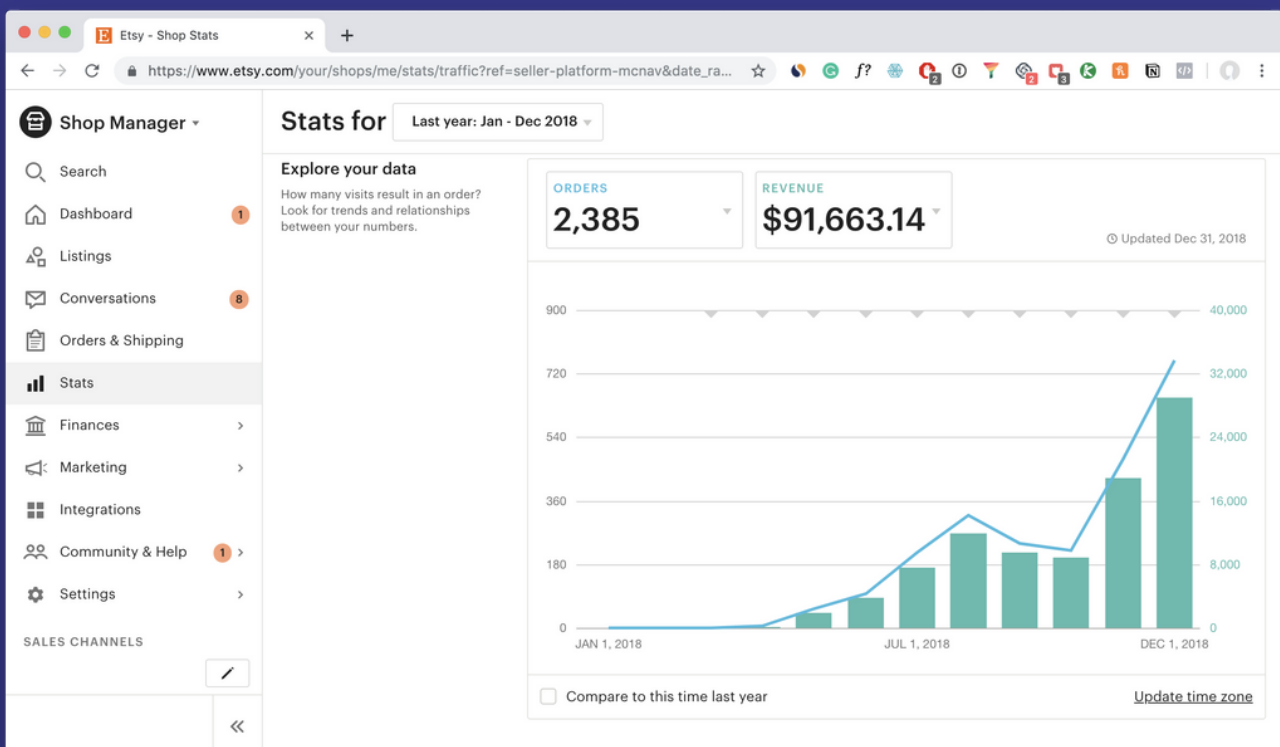 Etsy - Shop Stats
https://www.etsy.com/your/shops/me/stats/traffic?ref=seller-platform-mcnav&date_ra...
f?
2
2
3
Shop Manager
Search
Dashboard 1
Listings
Conversations 8
Orders & Shipping
Stats
Finances
Marketing
Integrations
Community & Help 1
Settings
SALES CHANNELS
Stats for Last year: Jan - Dec 2018
Explore your data
How many visits result in an order?
Look for trends and relationships
between your numbers.
ORDERS
2,385
REVENUE
$91,663.14
Updated Dec 31, 2018
900 40,000
720 32,000
540 24,000
360 16,000
180 8,000
0 0
JAN 1, 2018 JUL 1, 2018 DEC 1, 2018
Compare to this time last year Update time zone